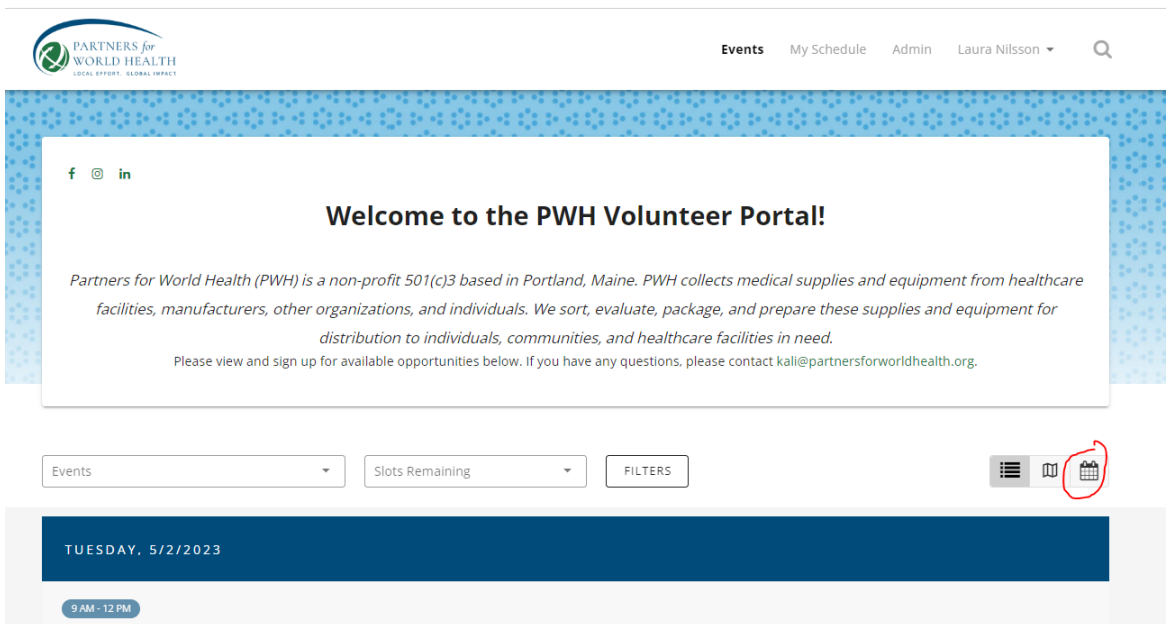 PARTNERS for
WORLD HEALTH
LOCAL EFFORT. GLOBAL IMPACT
Events My Schedule Admin Laura Nilsson
Welcome to the PWH Volunteer Portal!
Partners for World Health (PWH) is a non-profit 501(c)3 based in Portland, Maine. PWH collects medical supplies and equipment from healthcare
facilities, manufacturers, other organizations, and individuals. We sort, evaluate, package, and prepare these supplies and equipment for
distribution to individuals, communities, and healthcare facilities in need.
Please view and sign up for available opportunities below. If you have any questions, please contact kali@partnersforworldhealth.org.
Events Slots Remaining FILTERS
TUESDAY, 5/2/2023
9 AM - 12 PM